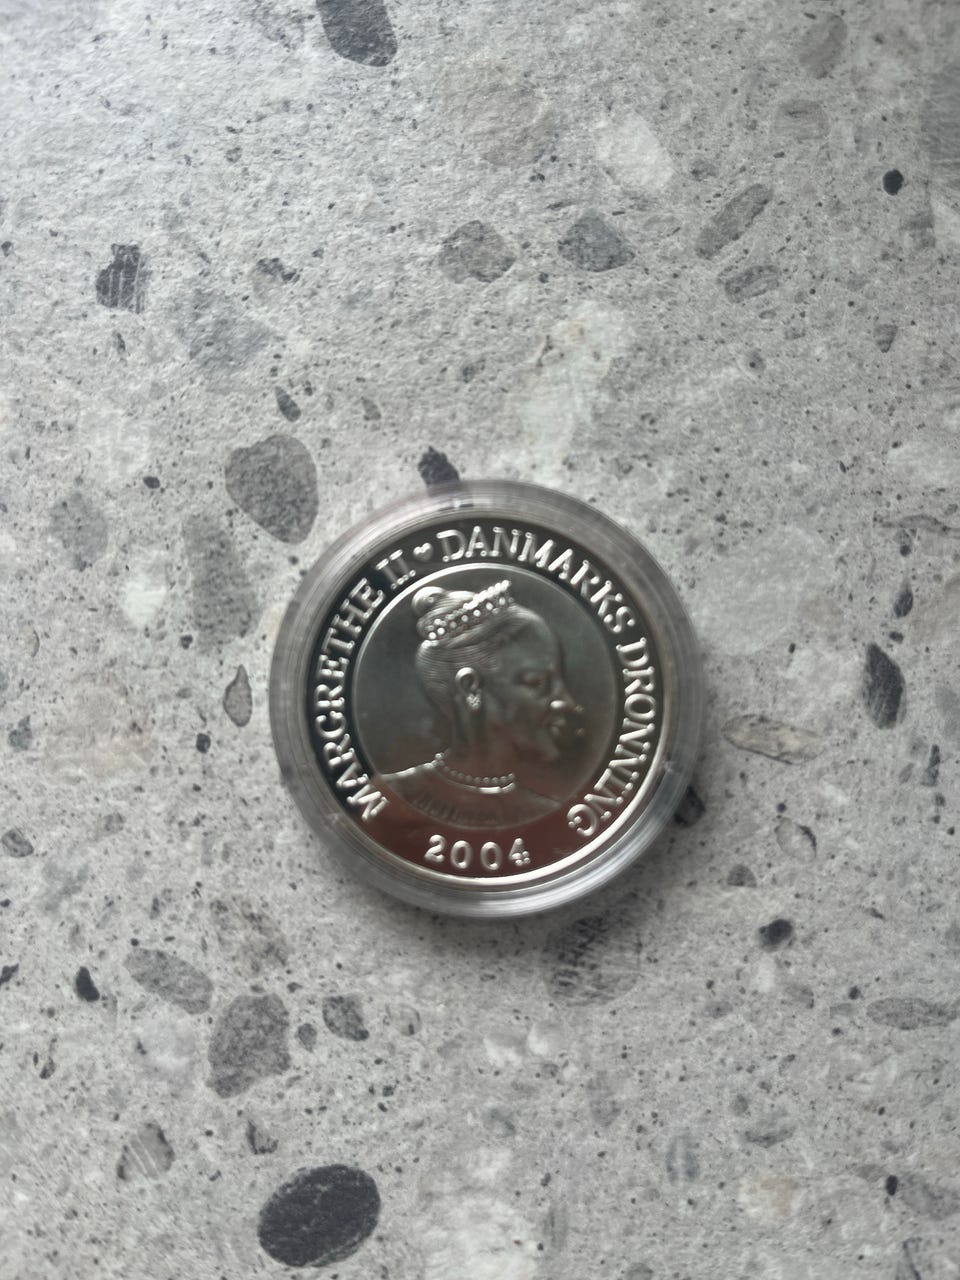 MARGRETHE II ♥ DANMARKS DRONNING
2004